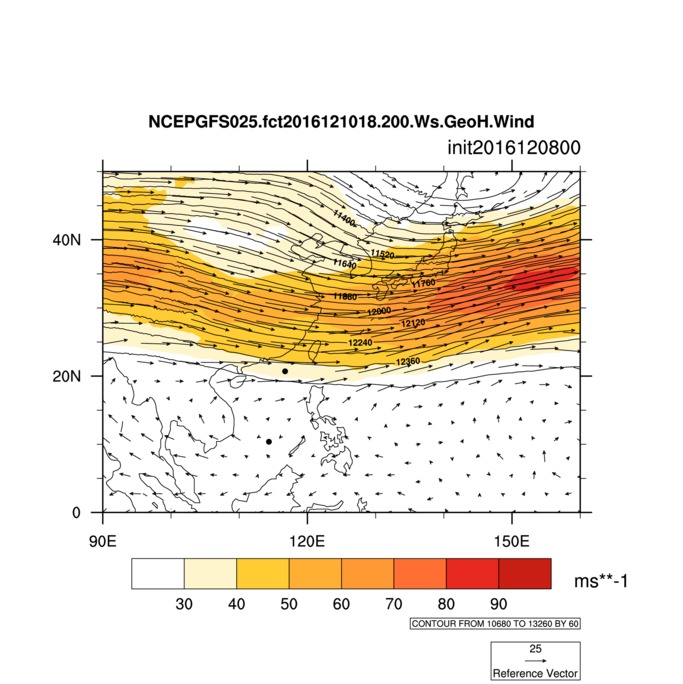 NCEPGFS025.fct2016121018.200.Ws.GeoH.Wind
init2016120800
11400
40N
11520
11640
11760
11880
12000
12120
12240
12360
20N
0
90E 120E 150E
ms**-1
30 40 50 60 70 80 90
CONTOUR FROM 10680 TO 13260 BY 60
25
Reference Vector